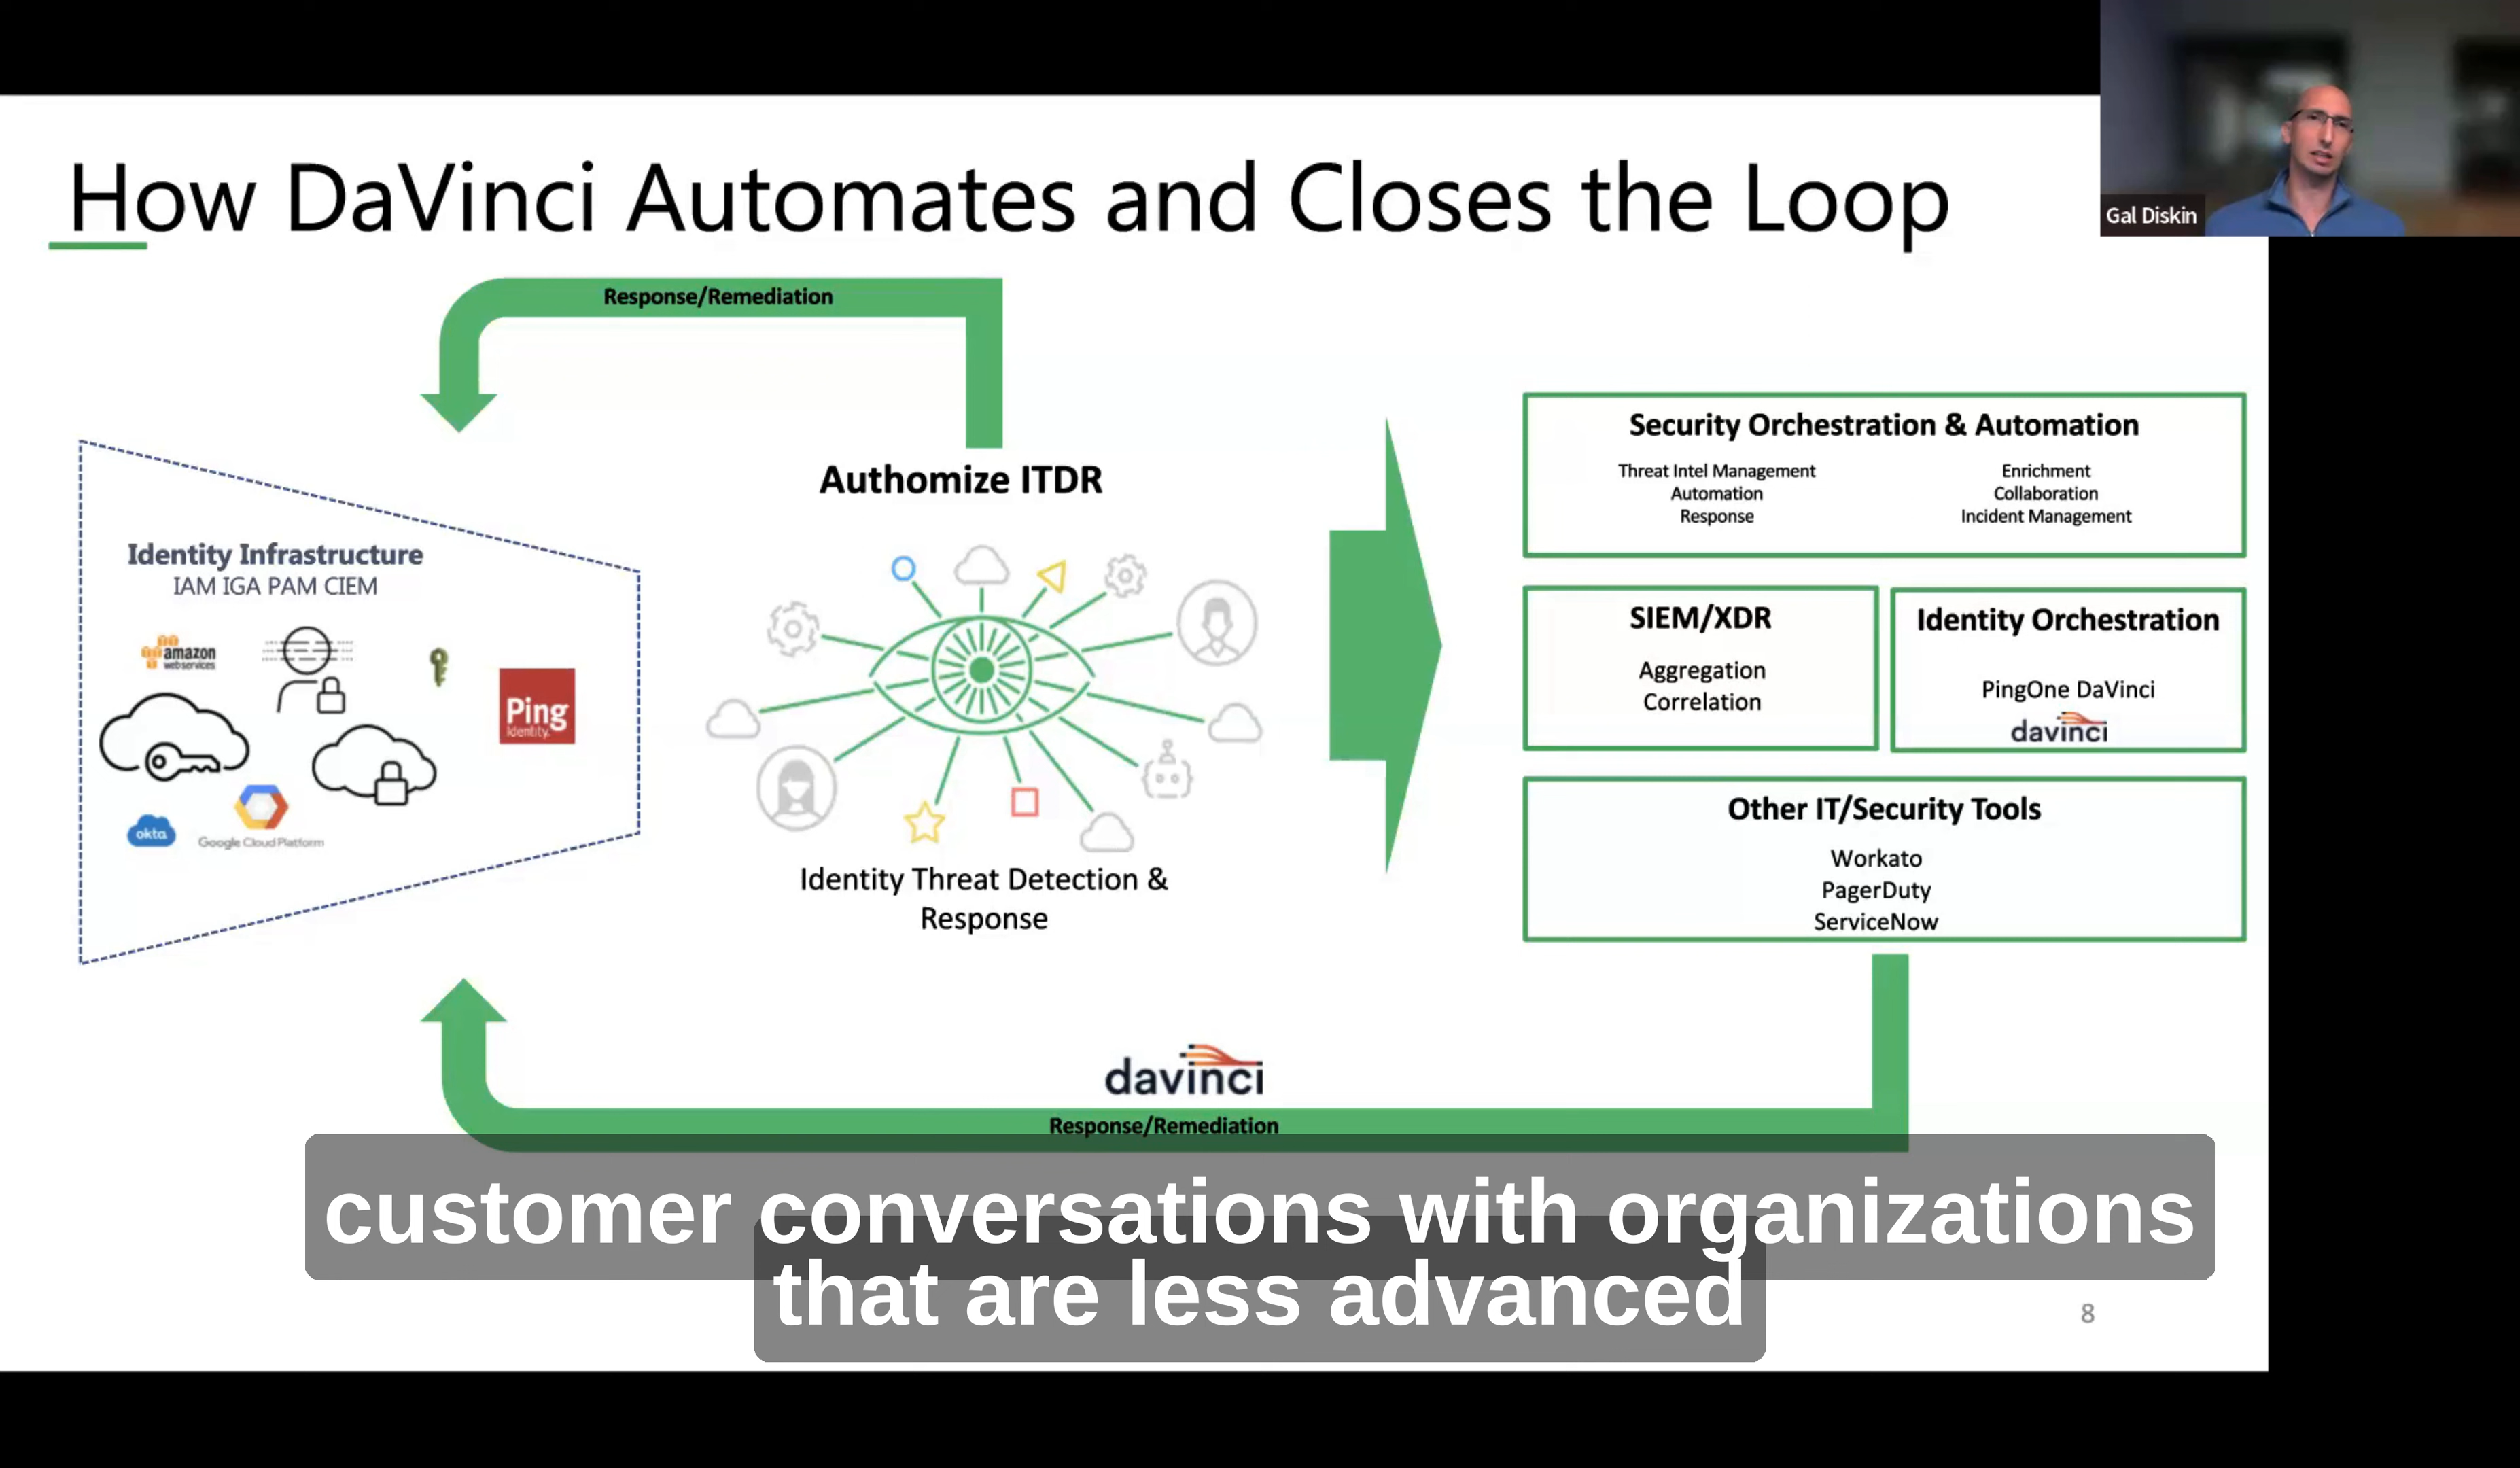 How DaVinci Automates and Closes the Loop
Gal Diskin
Response/Remediation
Authomize ITDR
Identity Infrastructure
IAM IGA PAM CIEM
amazon
webservices
Ping
Identity.
okta
Google Cloud Platform
Identity Threat Detection &
Response
Security Orchestration & Automation
Threat Intel Management
Automation
Response
Enrichment
Collaboration
Incident Management
SIEM/XDR
Aggregation
Correlation
Identity Orchestration
PingOne DaVinci
davinci
Other IT/Security Tools
Workato
PagerDuty
ServiceNow
davinci
Response/Remediation
customer conversations with organizations
that are less advanced
8